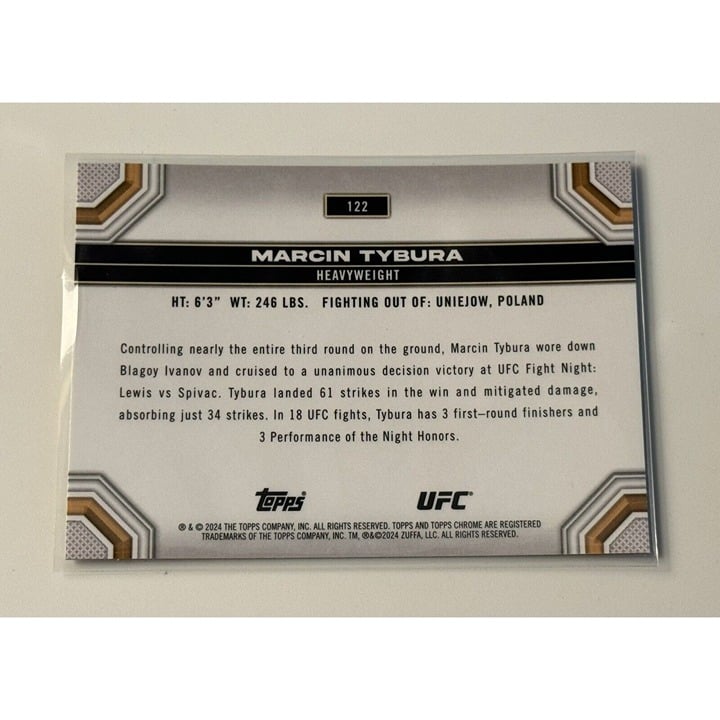 122
MARCIN TYBURA
HEAVYWEIGHT
HT: 6'3" WT: 246 LBS. FIGHTING OUT OF: UNIEJOW, POLAND
Controlling nearly the entire third round on the ground, Marcin Tybura wore down
Blagoy Ivanov and cruised to a unanimous decision victory at UFC Fight Night:
Lewis vs Spivac. Tybura landed 61 strikes in the win and mitigated damage,
absorbing just 34 strikes. In 18 UFC fights, Tybura has 3 first–round finishers and
3 Performance of the Night Honors.
topps UFC®
® & © 2024 THE TOPPS COMPANY, INC. ALL RIGHTS RESERVED. TOPPS AND TOPPS CHROME ARE REGISTERED
TRADEMARKS OF THE TOPPS COMPANY, INC. TM, ®&©2024 ZUFFA, LLC. ALL RIGHTS RESERVED.